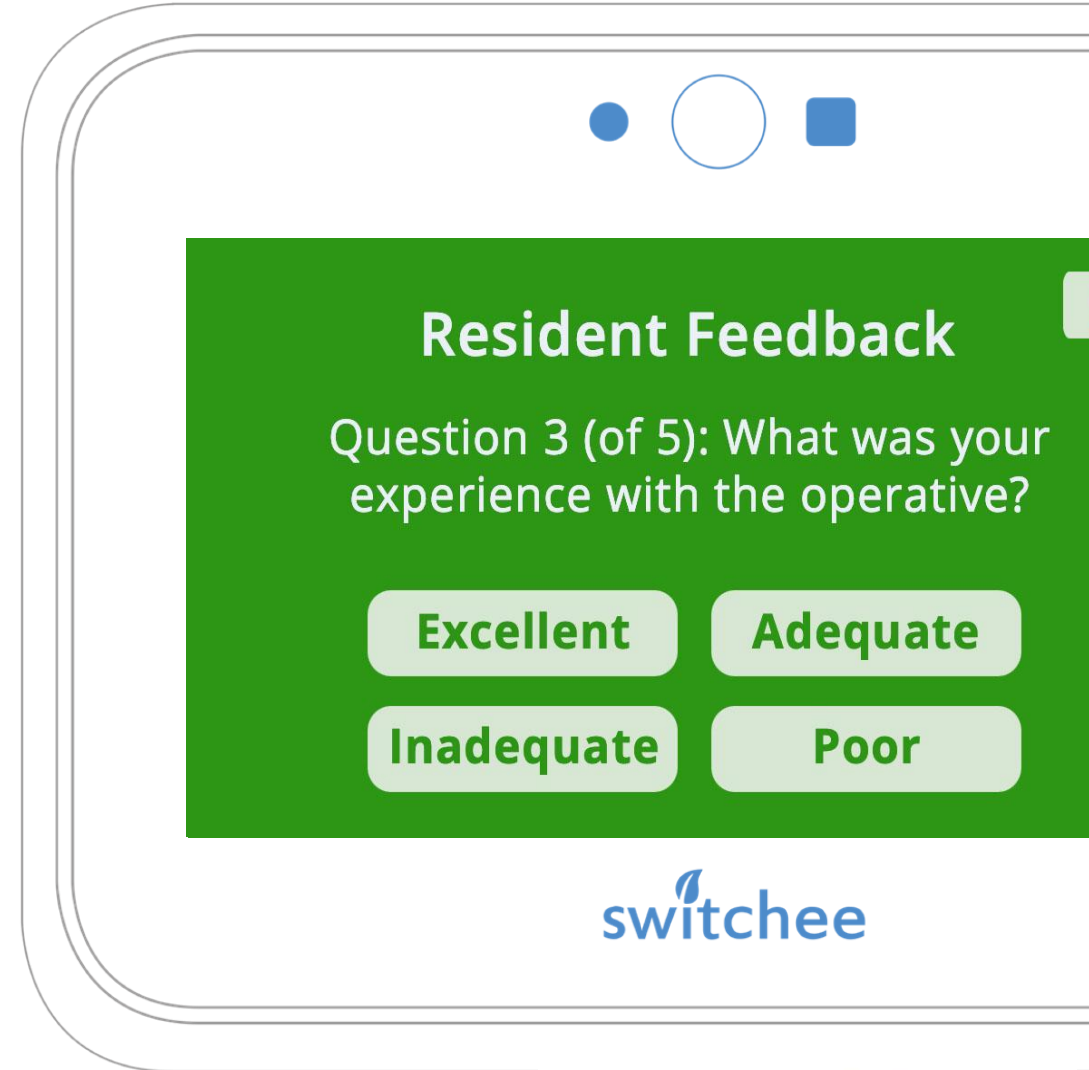 Resident Feedback
Question 3 (of 5): What was your
experience with the operative?
Excellent
Adequate
Inadequate
Poor
switchee